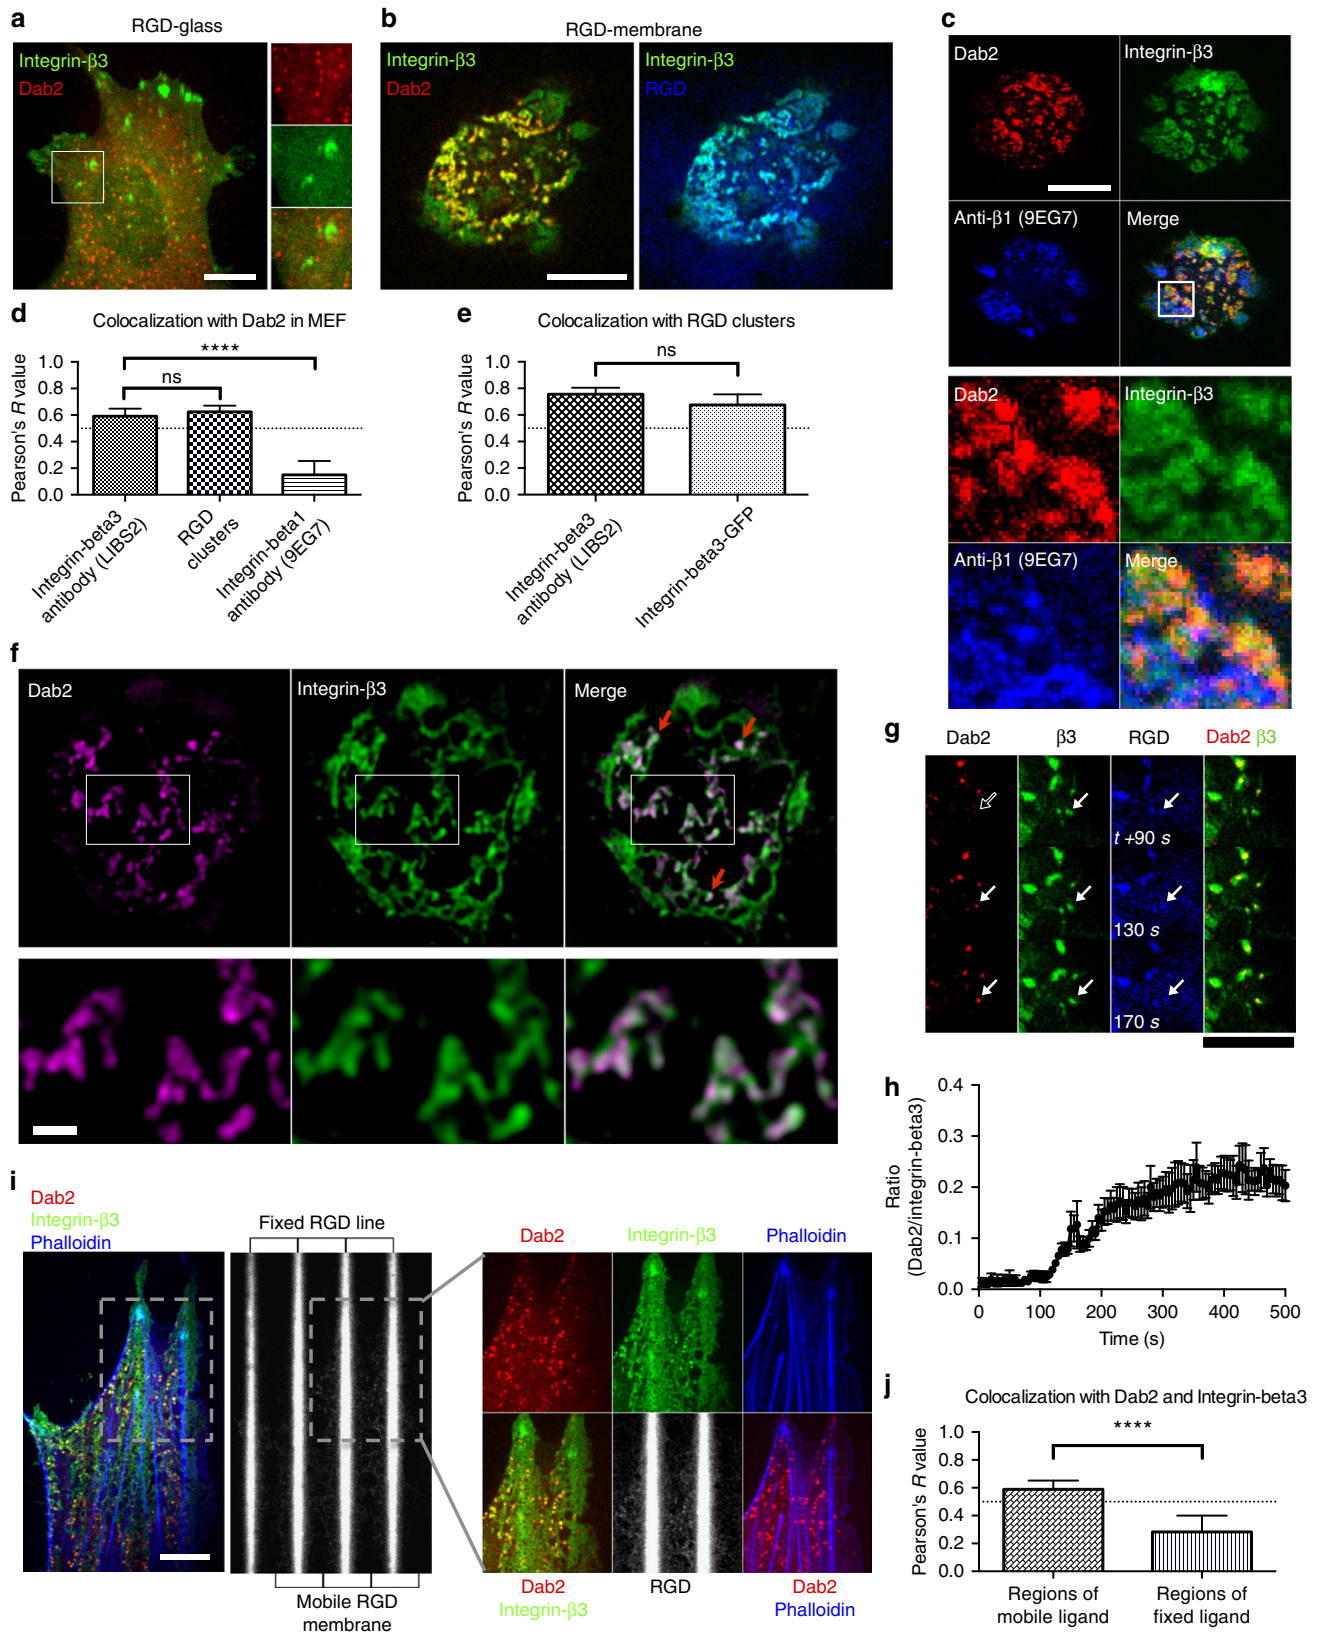 a
RGD-glass
Integrin-β3
Dab2
b
RGD-membrane
Integrin-β3
Dab2
Integrin-β3
RGD
c
Dab2
Integrin-β3
Anti-β1 (9EG7)
Merge
Dab2
Integrin-β3
Anti-β1 (9EG7)
Merge
d
Colocalization with Dab2 in MEF
Pearson's R value
1.0
0.8
0.6
0.4
0.2
0.0
****
ns
Integrin-beta3
antibody (LIBS2)
RGD
clusters
Integrin-beta1
antibody (9EG7)
e
Colocalization with RGD clusters
Pearson's R value
1.0
0.8
0.6
0.4
0.2
0.0
ns
Integrin-beta3
antibody (LIBS2)
Integrin-beta3-GFP
f
Dab2
Integrin-β3
Merge
g
Dab2
β3
RGD
Dab2 β3
t +90 s
130 s
170 s
h
Ratio
(Dab2/integrin-beta3)
0.4
0.3
0.2
0.1
0.0
0
100
200
300
400
500
Time (s)
i
Dab2
Integrin-β3
Phalloidin
Fixed RGD line
Mobile RGD
membrane
Dab2
Integrin-β3
Phalloidin
Dab2
Integrin-β3
RGD
Dab2
Phalloidin
j
Colocalization with Dab2 and Integrin-beta3
Pearson's R value
1.0
0.8
0.6
0.4
0.2
0.0
****
Regions of
mobile ligand
Regions of
fixed ligand